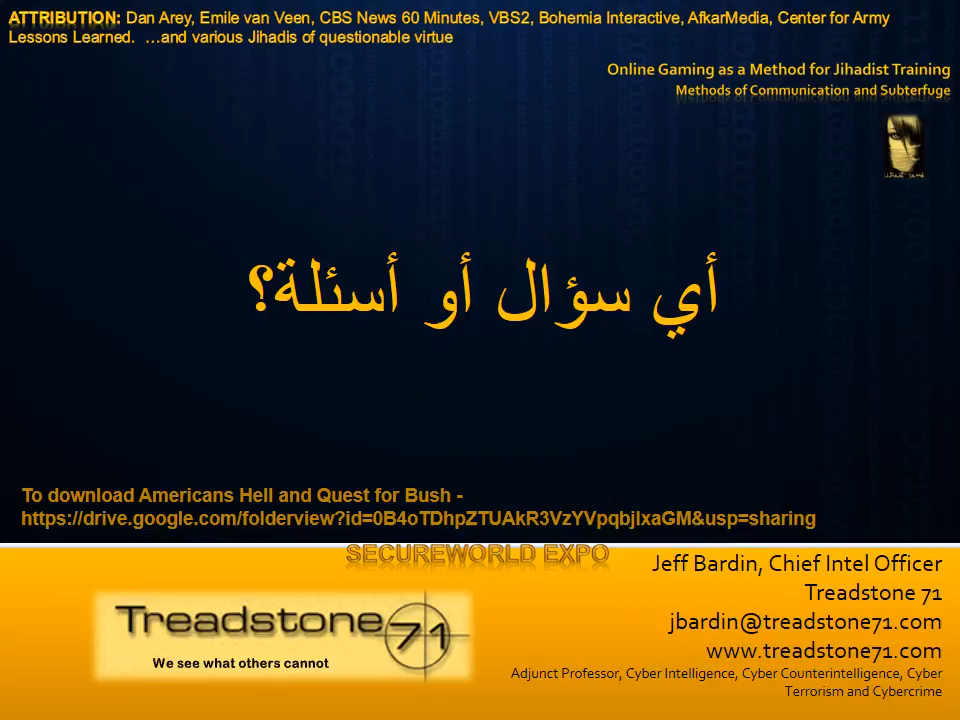 ATTRIBUTION: Dan Arey, Emile van Veen, CBS News 60 Minutes, VBS2, Bohemia Interactive, AfkarMedia, Center for Army
Lessons Learned.  …and various Jihadis of questionable virtue
Online Gaming as a Method for Jihadist Training
Methods of Communication and Subterfuge
أي سؤال أو أسئلة؟
To download Americans Hell and Quest for Bush -
https://drive.google.com/folderview?id=0B4oTDhpZTUAkR3VzYVpqbjlxaGM&usp=sharing
SECUREWORLD EXPO
Jeff Bardin, Chief Intel Officer
Treadstone 71
jbardin@treadstone71.com
www.treadstone71.com
Adjunct Professor, Cyber Intelligence, Cyber Counterintelligence, Cyber
Terrorism and Cybercrime
Treadstone 71
We see what others cannot